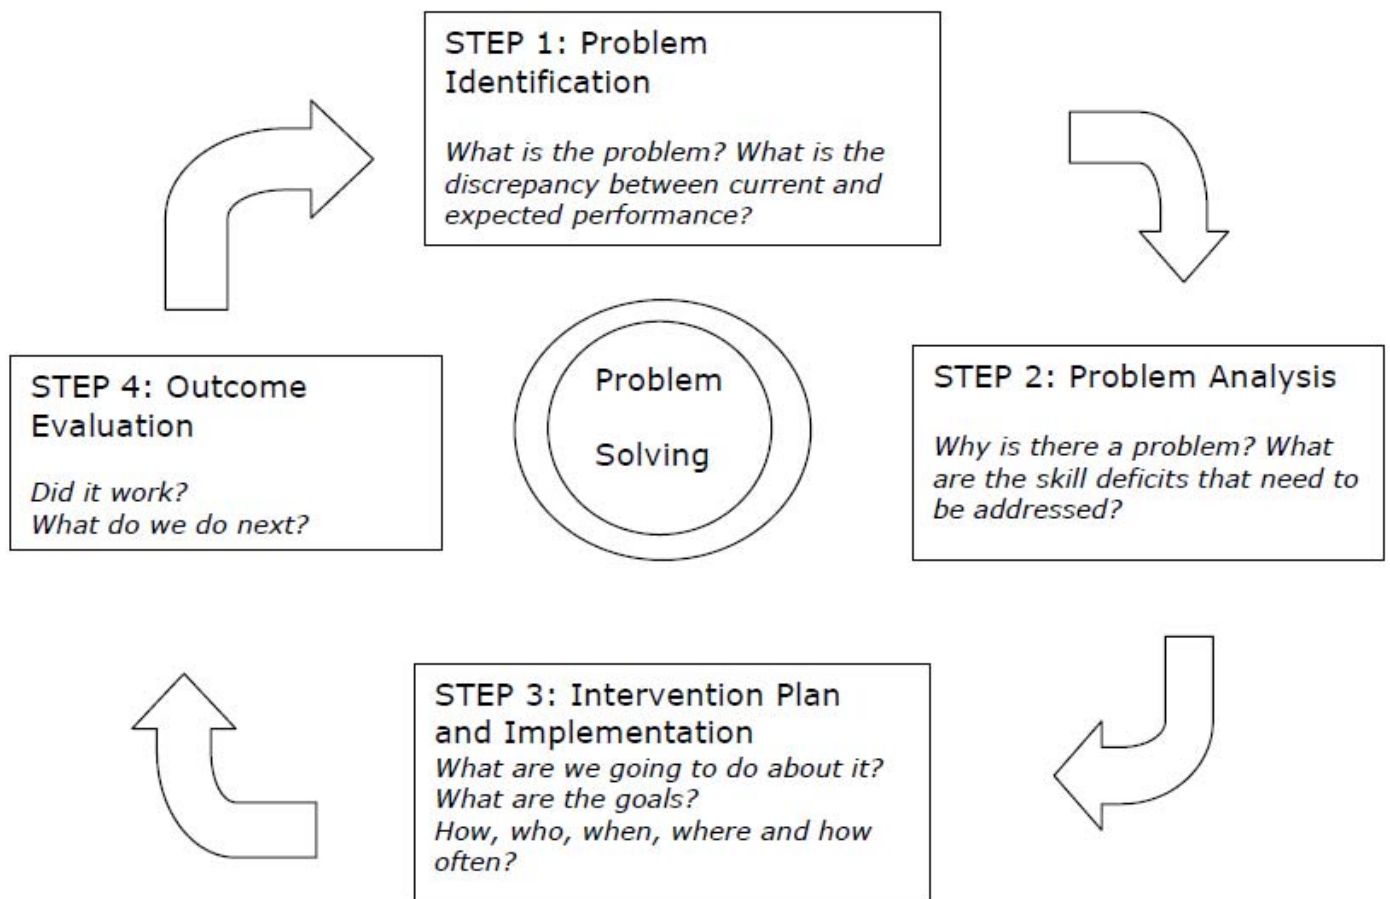 STEP 1: Problem
Identification
What is the problem? What is the
discrepancy between current and
expected performance?
STEP 2: Problem Analysis
Why is there a problem? What
are the skill deficits that need to
be addressed?
STEP 3: Intervention Plan
and Implementation
What are we going to do about it?
What are the goals?
How, who, when, where and how
often?
STEP 4: Outcome
Evaluation
Did it work?
What do we do next?
Problem
Solving